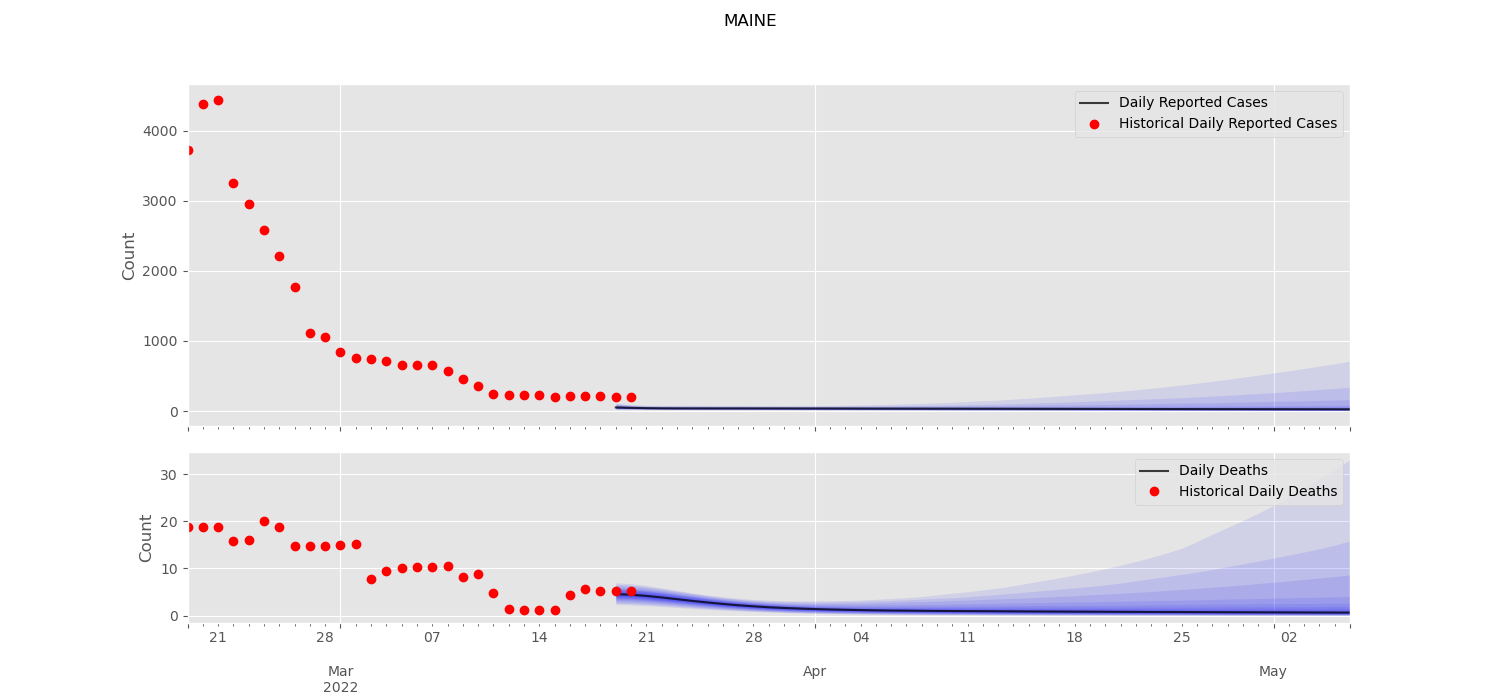 MAINE
Daily Reported Cases
Historical Daily Reported Cases
4000
3000
2000
1000
0
Count
Daily Deaths
Historical Daily Deaths
30
20
10
0
Count
21 28 07 14 21 28 04 11 18 25 02
Mar Apr May
2022